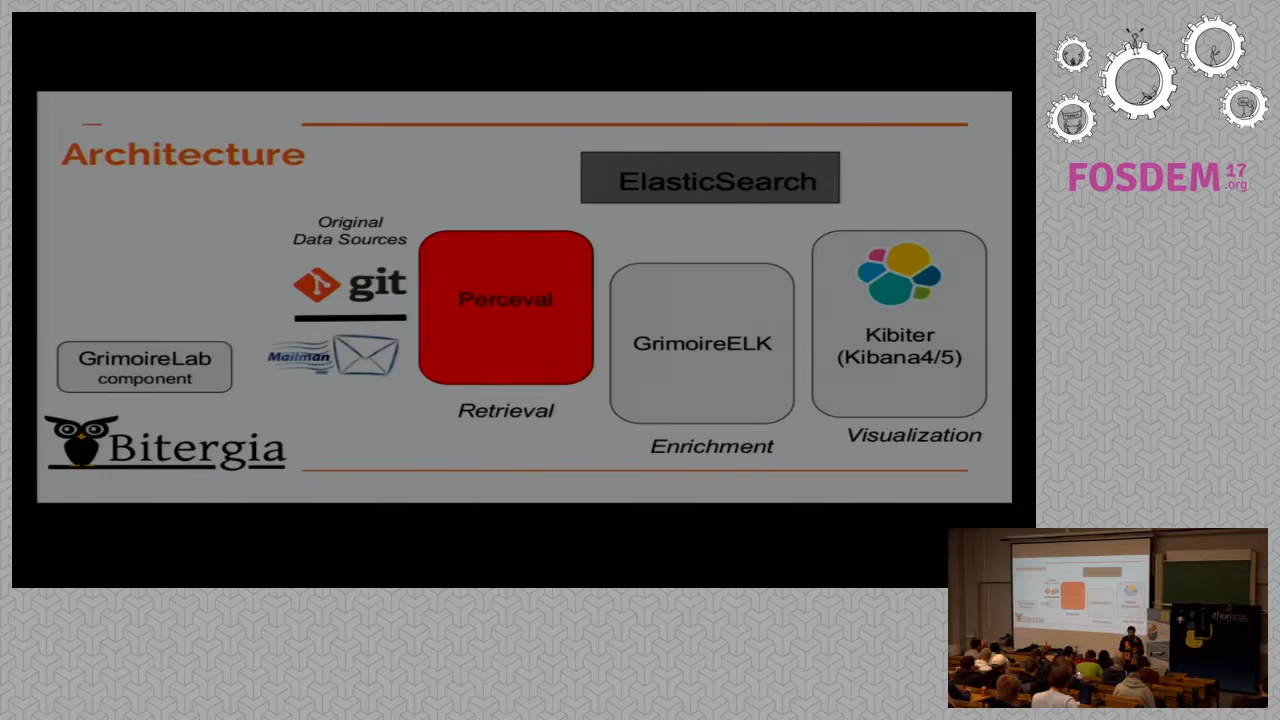 Architecture
ElasticSearch
Original
Data Sources
git
Mailman
Perceval
Retrieval
GrimoireELK
Enrichment
Kibiter
(Kibana4/5)
Visualization
GrimoireLab
component
Bitergia
FOSDEM 17
.org